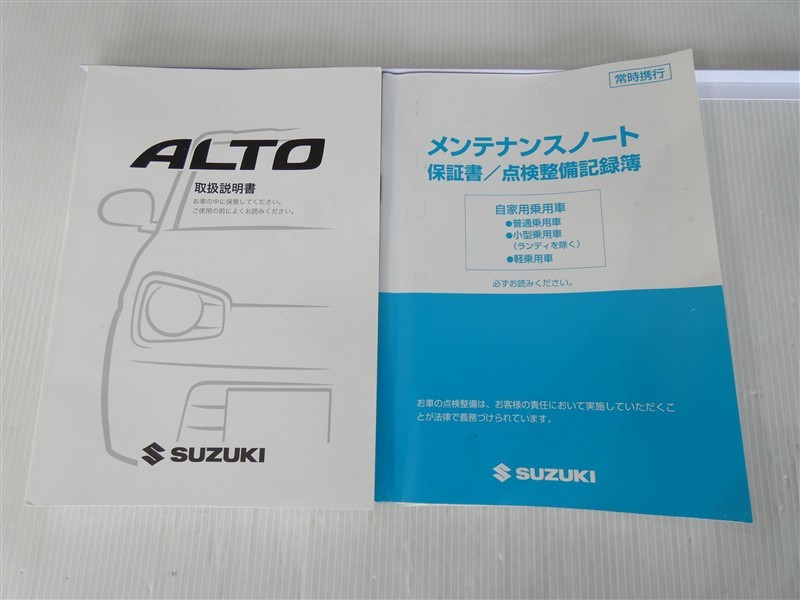 ALTO
取扱説明書
お車の中に保管してください。
ご使用の前によくお読みください。
SUZUKI
常時携行
メンテナンスノート
保証書/点検整備記録簿
自家用乗用車
●普通乗用車
●小型乗用車
(ランディを除く)
●軽乗用車
必ずお読みください。
お車の点検整備は、お客様の責任において実施していただくこ
とが法律で義務づけられています。
SUZUKI